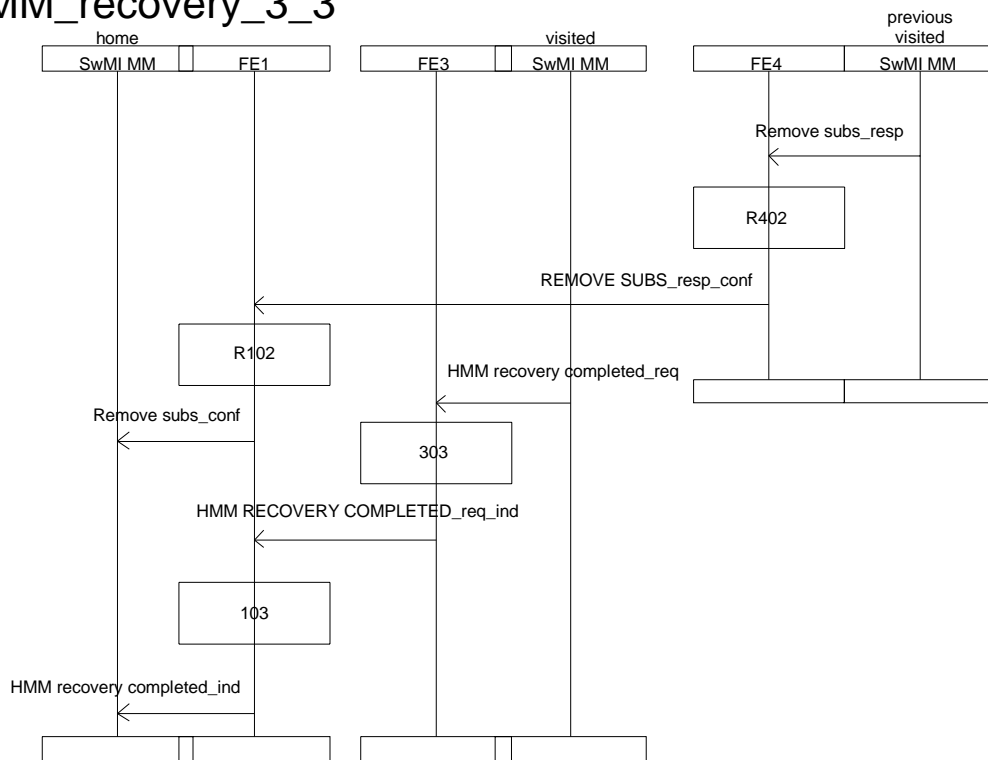 MM_recovery_3_3
previous
home
visited
visited
SwMI MM
FE1
FE3
SwMI MM
FE4
SwMI MM
Remove subs_resp
R402
REMOVE SUBS_resp_conf
R102
HMM recovery completed_req
Remove subs_conf
303
HMM RECOVERY COMPLETED_req_ind
103
HMM recovery completed_ind